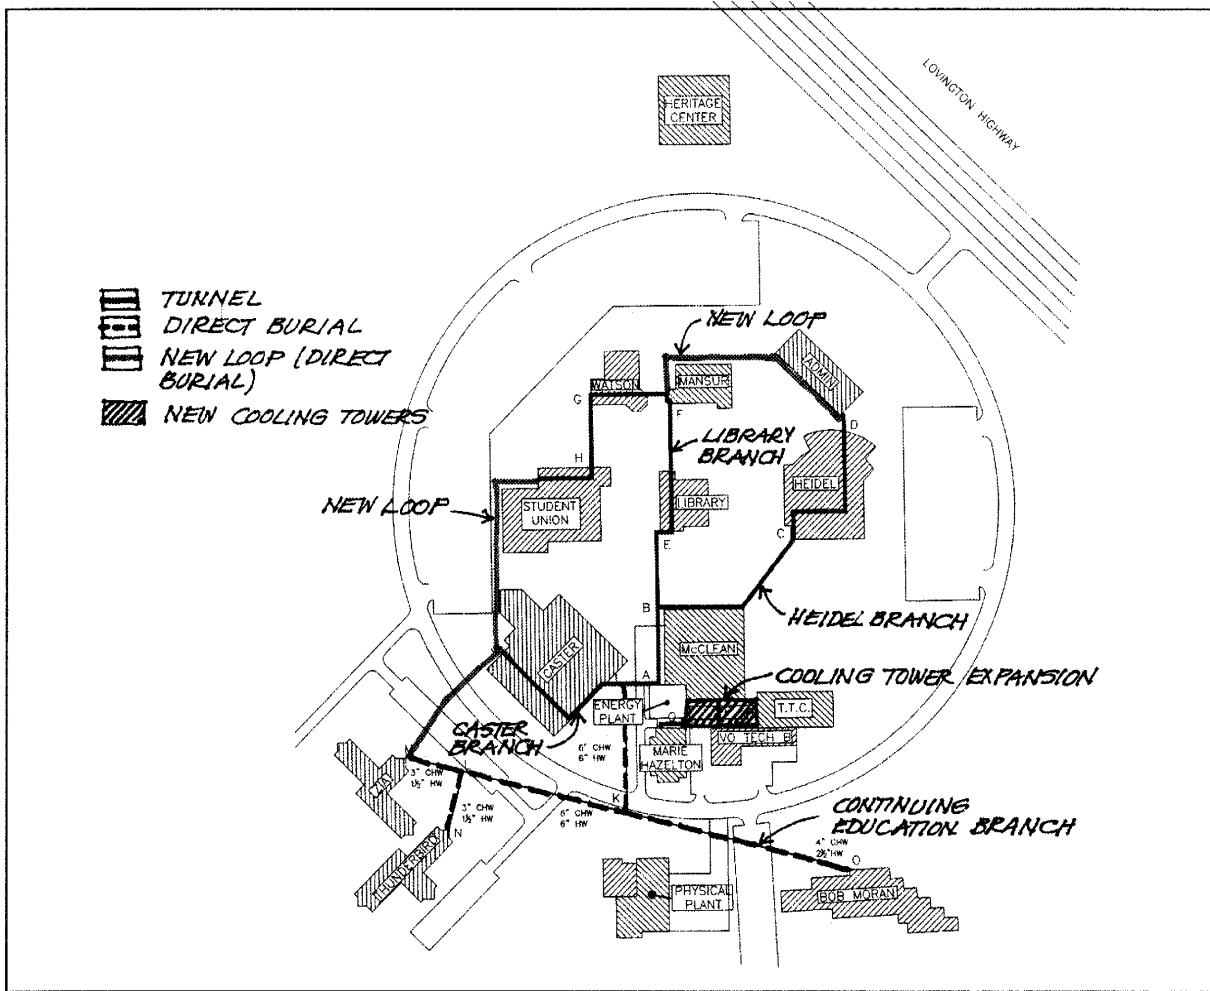 LOVINGTON HIGHWAY
HERITAGE
CENTER
TUNNEL
DIRECT BURIAL
NEW LOOP (DIRECT
BURIAL)
NEW COOLING TOWERS
NEW LOOP
WATSON
MANSUR
ADMIN
G
F
D
LIBRARY
BRANCH
H
HEIDEL
NEW LOOP
STUDENT
UNION
LIBRARY
E
C
B
HEIDEL BRANCH
CASTER
McCLEAN
A
COOLING TOWER EXPANSION
ENERGY
PLANT
T.T.C.
CASTER
BRANCH
VO TECH B
MARIE
HAZELTON
6" CHW
6" HW
3" CHW
1½" HW
3" CHW
1½" HW
K
8" CHW
6" HW
CONTINUING
EDUCATION BRANCH
N
4" CHW
2½" HW
O
THUNDERBIRD
PHYSICAL
PLANT
BOB MORAN